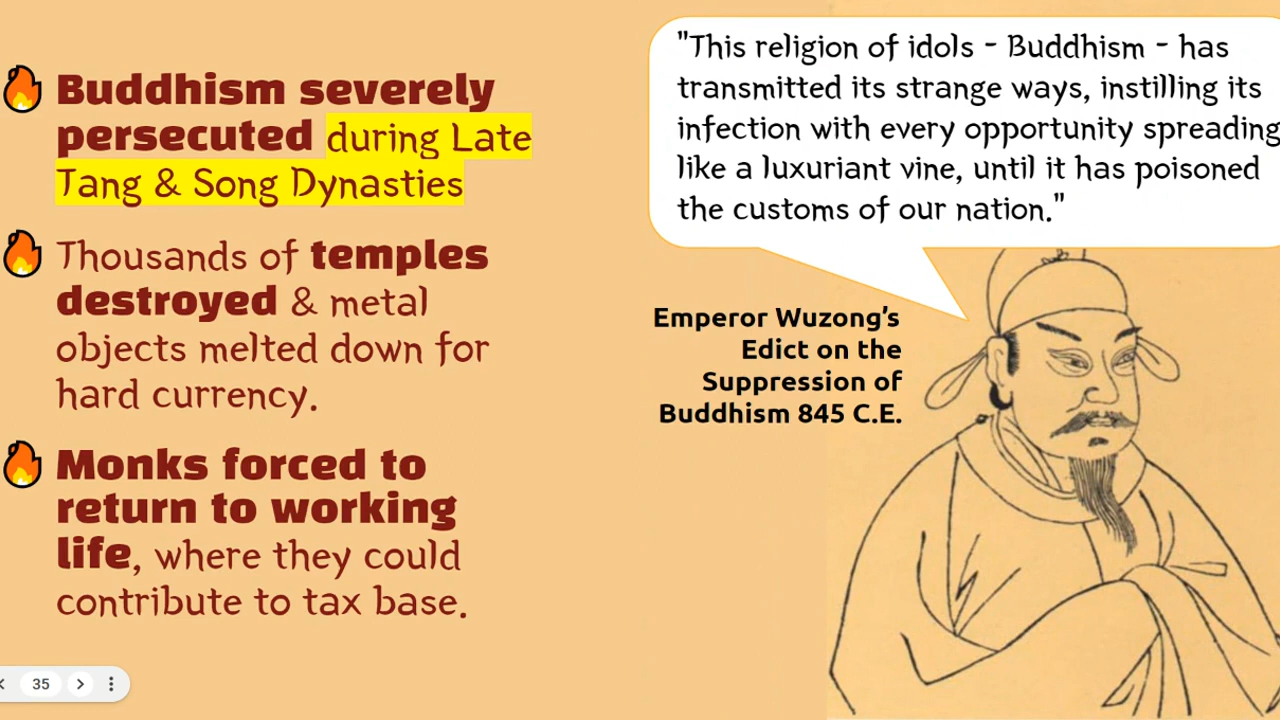 Buddhism severely
persecuted during Late
Tang & Song Dynasties
Thousands of temples
destroyed & metal
objects melted down for
hard currency.
Monks forced to
return to working
life, where they could
contribute to tax base.
"This religion of idols - Buddhism - has
transmitted its strange ways, instilling its
infection with every opportunity spreading
like a luxuriant vine, until it has poisoned
the customs of our nation."
Emperor Wuzong's
Edict on the
Suppression of
Buddhism 845 C.E.
35